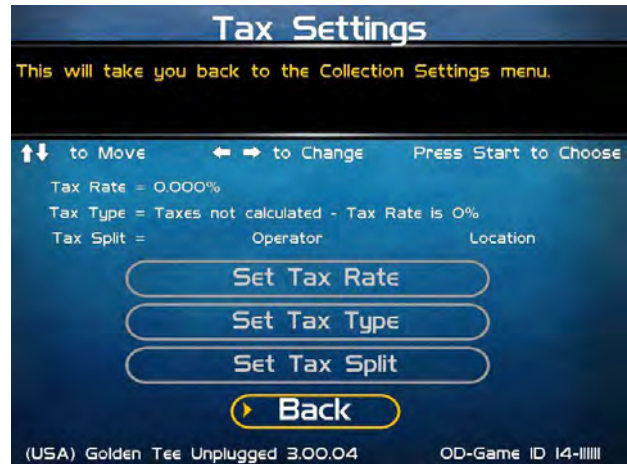 Tax Settings
This will take you back to the Collection Settings menu.
to Move to Change Press Start to Choose
Tax Rate = 0.000%
Tax Type = Taxes not calculated - Tax Rate is 0%
Tax Split = Operator Location
Set Tax Rate
Set Tax Type
Set Tax Split
Back
(USA) Golden Tee Unplugged 3.00.04 OD-Game ID 14-111111